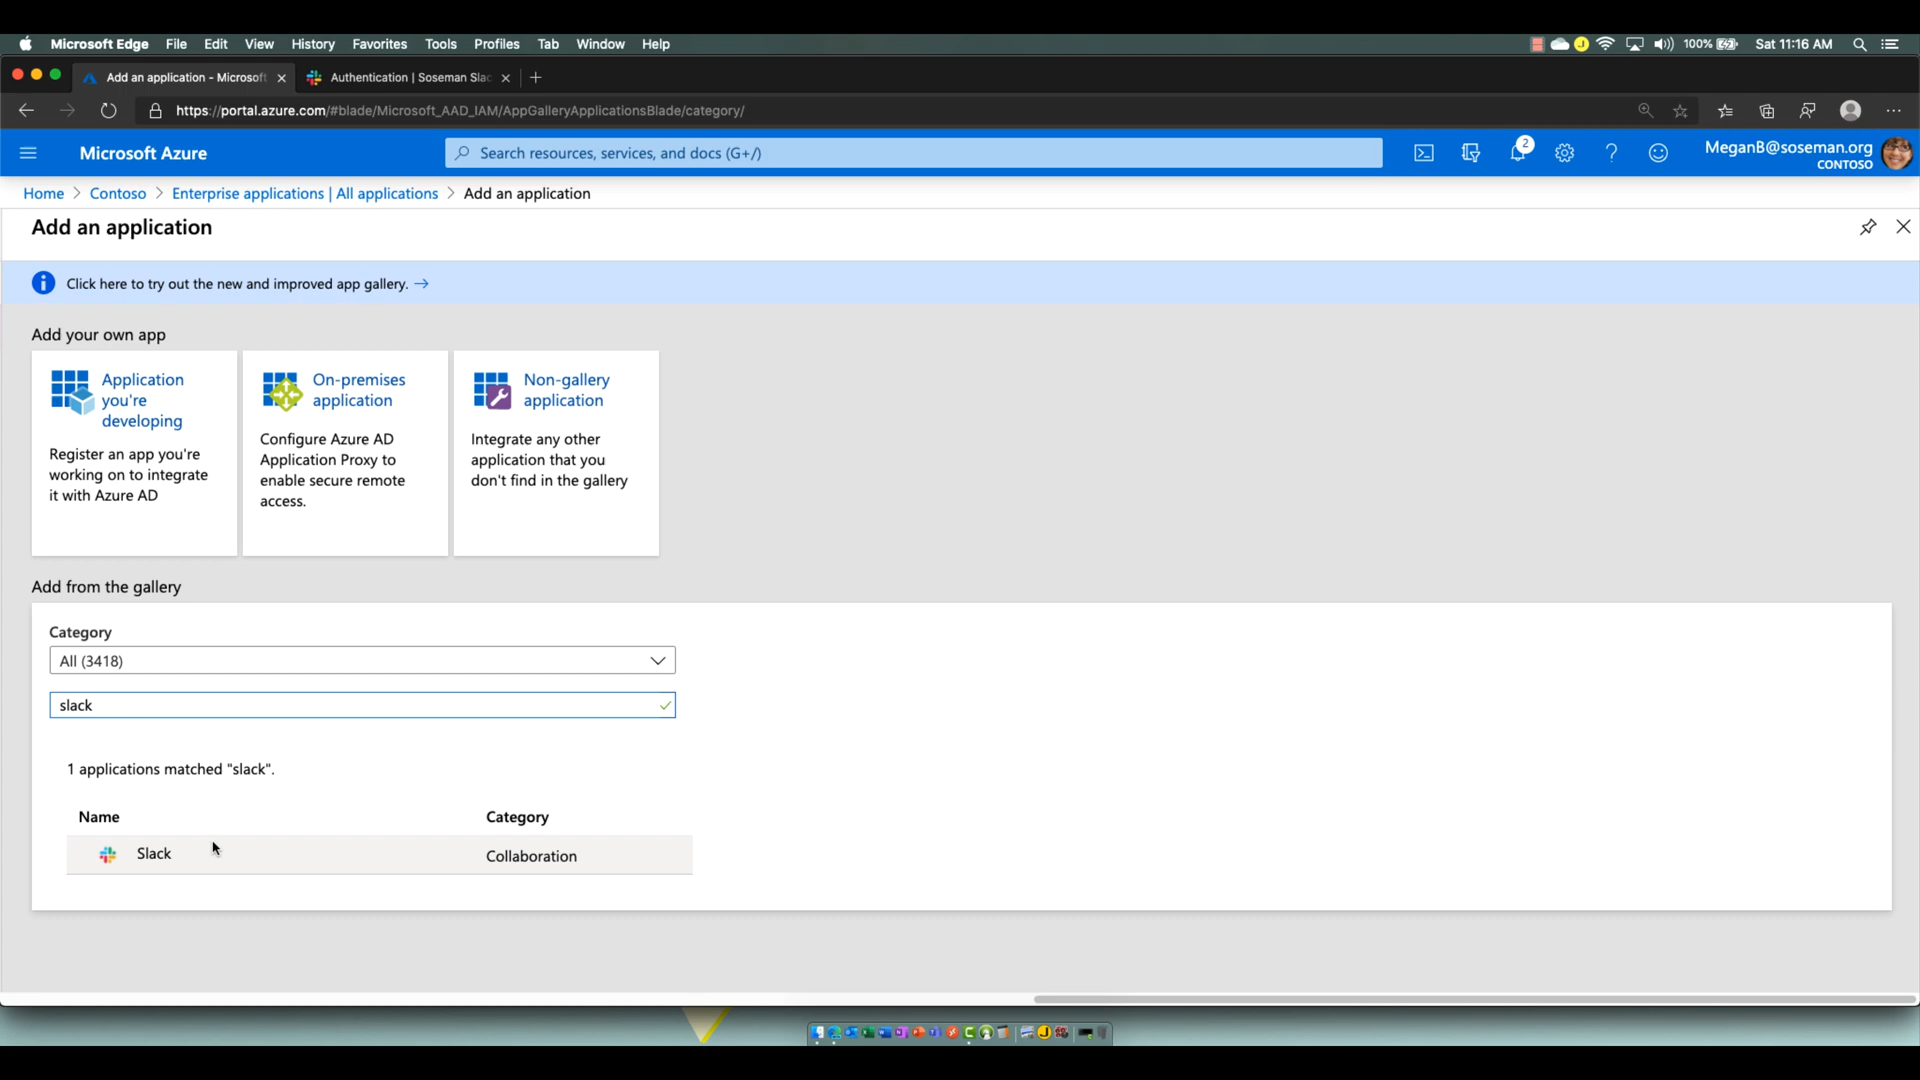 Microsoft Edge File Edit View History Favorites Tools Profiles Tab Window Help 100% Sat 11:16 AM
Add an application - Microsoft Authentication | Soseman Slac
https://portal.azure.com/#blade/Microsoft_AAD_IAM/AppGalleryApplicationsBlade/category/
Microsoft Azure Search resources, services, and docs (G+/) 2 MeganB@soseman.org
CONTOSO
Home > Contoso > Enterprise applications | All applications > Add an application
Add an application
Click here to try out the new and improved app gallery. →
Add your own app
Application
you're
developing
Register an app you're
working on to integrate
it with Azure AD
On-premises
application
Configure Azure AD
Application Proxy to
enable secure remote
access.
Non-gallery
application
Integrate any other
application that you
don't find in the gallery
Add from the gallery
Category
All (3418)
slack
1 applications matched "slack".
Name Category
Slack Collaboration